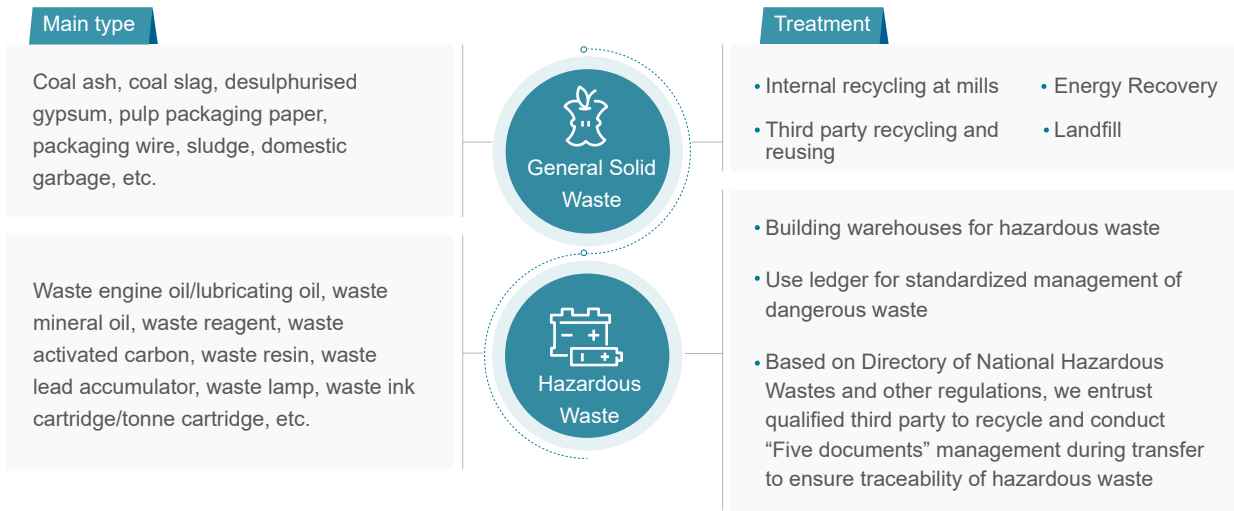 Main type
Coal ash, coal slag, desulphurised
gypsum, pulp packaging paper,
packaging wire, sludge, domestic
garbage, etc.
General Solid
Waste
Treatment
• Internal recycling at mills
• Energy Recovery
• Third party recycling and
reusing
• Landfill
Waste engine oil/lubricating oil, waste
mineral oil, waste reagent, waste
activated carbon, waste resin, waste
lead accumulator, waste lamp, waste ink
cartridge/tonne cartridge, etc.
Hazardous
Waste
• Building warehouses for hazardous waste
• Use ledger for standardized management of
dangerous waste
• Based on Directory of National Hazardous
Wastes and other regulations, we entrust
qualified third party to recycle and conduct
“Five documents” management during transfer
to ensure traceability of hazardous waste